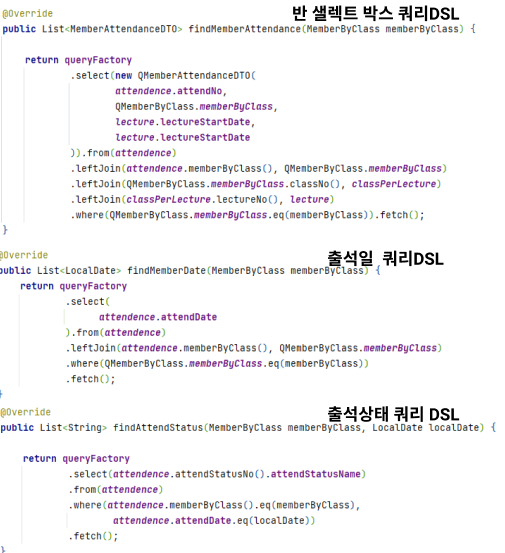 반 샐렉트 박스 쿼리DSL
@Override
public List<MemberAttendanceDTO> findMemberAttendance(MemberByClass memberByClass) {
return queryFactory
.select(new QMemberAttendanceDTO(
attendence.attendNo,
QMemberByClass.memberByClass,
lecture.lectureStartDate,
lecture.lectureStartDate
)).from(attendence)
.leftJoin(attendence.memberByClass(), QMemberByClass.memberByClass)
.leftJoin(QMemberByClass.memberByClass.classNo(), classPerLecture)
.leftJoin(classPerLecture.lectureNo(), lecture)
.where(QMemberByClass.memberByClass.eq(memberByClass)).fetch();
}
출석일 쿼리DSL
@Override
public List<LocalDate> findMemberDate(MemberByClass memberByClass) {
return queryFactory
.select(
attendence.attendDate
).from(attendence)
.leftJoin(attendence.memberByClass(), QMemberByClass.memberByClass)
.where(QMemberByClass.memberByClass.eq(memberByClass))
.fetch();
}
출석상태 쿼리 DSL
@Override
public List<String> findAttendStatus(MemberByClass memberByClass, LocalDate localDate) {
return queryFactory
.select(attendence.attendStatusNo().attendStatusName)
.from(attendence)
.where(attendence.memberByClass().eq(memberByClass),
attendence.attendDate.eq(localDate))
.fetch();
}